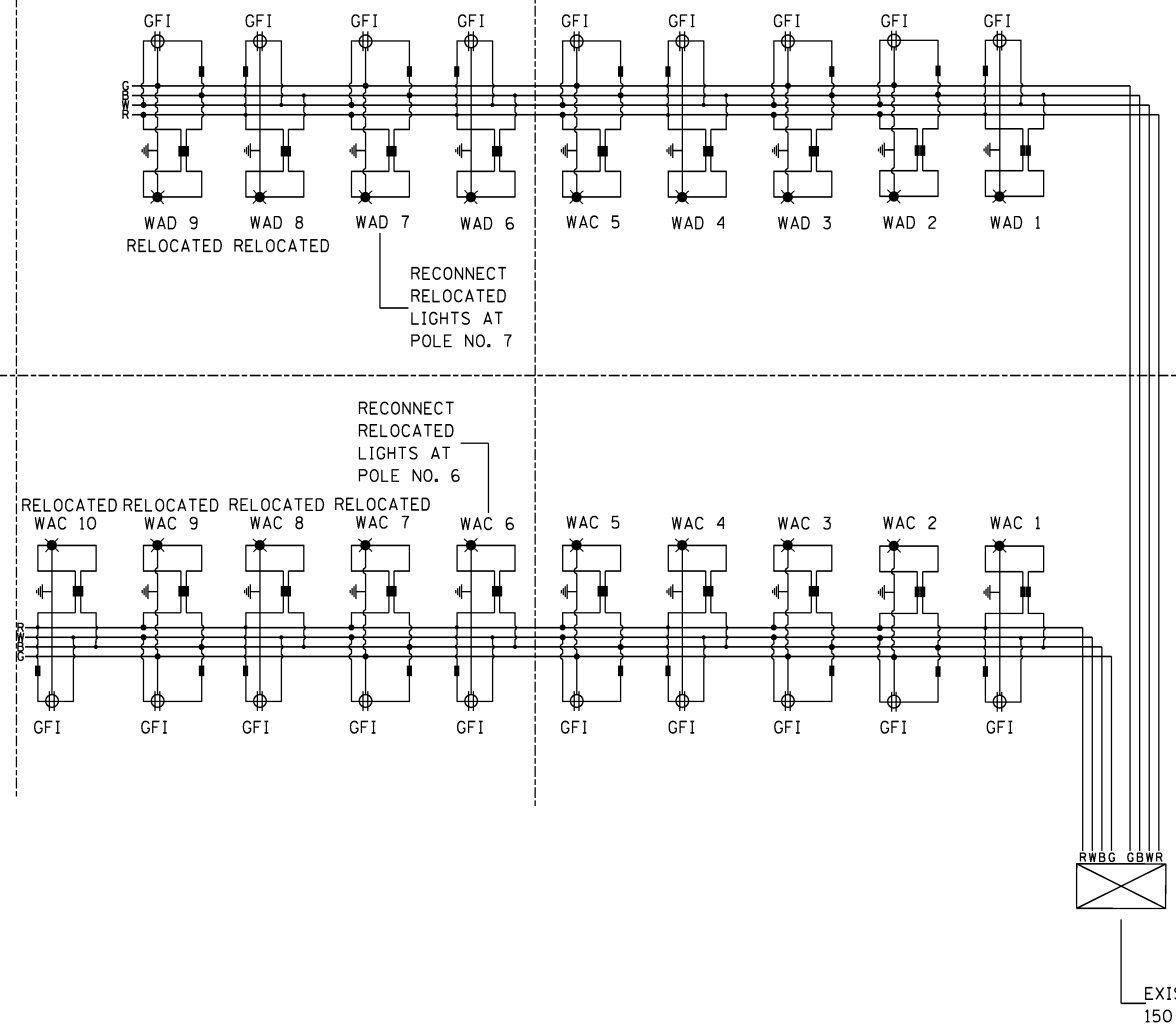 GFI GFI GFI GFI GFI GFI GFI GFI GFI
G
B
W
R
WAD 9 WAD 8 WAD 7 WAD 6 WAC 5 WAD 4 WAD 3 WAD 2 WAD 1
RELOCATED RELOCATED
RECONNECT
RELOCATED
LIGHTS AT
POLE NO. 7
RECONNECT
RELOCATED
LIGHTS AT
POLE NO. 6
RELOCATED RELOCATED RELOCATED RELOCATED
WAC 10 WAC 9 WAC 8 WAC 7 WAC 6 WAC 5 WAC 4 WAC 3 WAC 2 WAC 1
R
W
B
G
GFI GFI GFI GFI GFI GFI GFI GFI GFI GFI
RWBG GBWR
EXIS
150